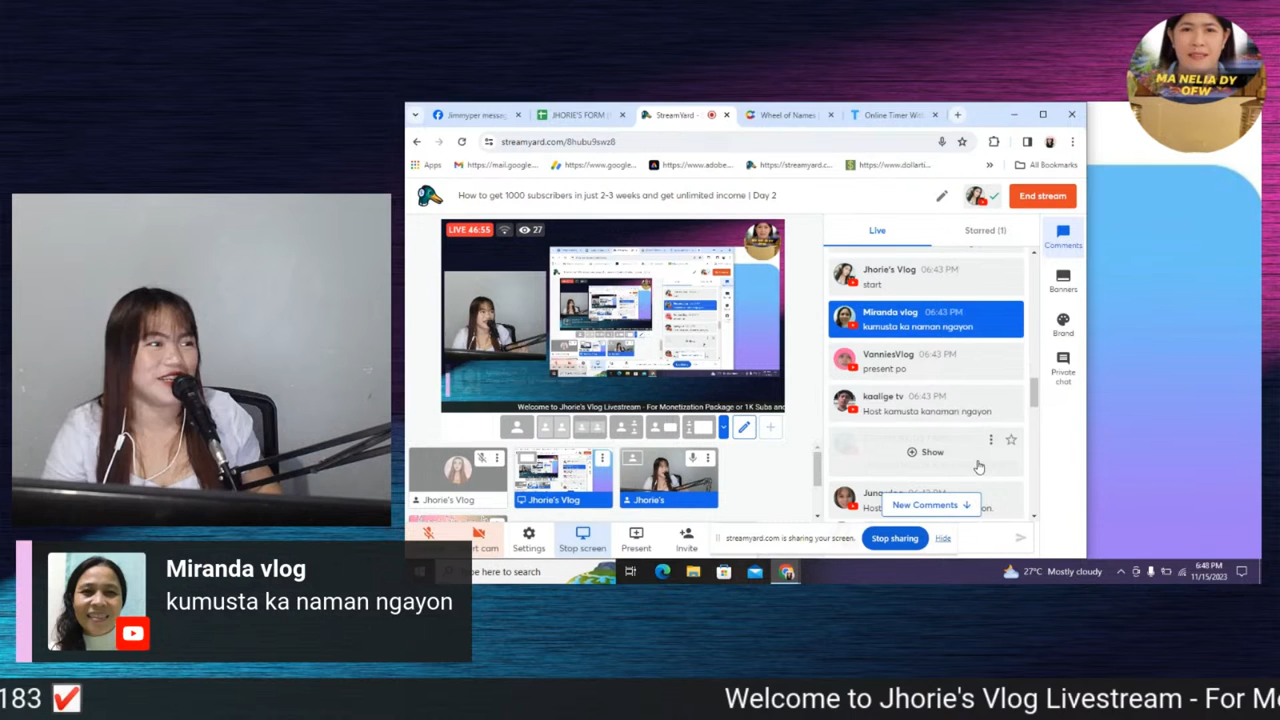 MA NELIA DY
OFW
Jimmyper messag
JHORIE'S FORM
StreamYard -
Wheel of Names
Online Timer With
streamyard.com/8hubu9swz8
Apps
https://mail.google...
https://www.google...
https://www.adobe...
https://streamyard.c...
https://www.dollarti...
All Bookmarks
How to get 1000 subscribers in just 2-3 weeks and get unlimited income | Day 2
End stream
LIVE 46:55
27
Live
Starred (1)
Comments
Jhorie's Vlog 06:43 PM
start
Banners
Miranda vlog 06:43 PM
kumusta ka naman ngayon
Brand
VanniesVlog 06:43 PM
present po
Private
chat
kaalige tv 06:43 PM
Host kamusta kanaman ngayon
Welcome to Jhorie's Vlog Livestream - For Monetization Package or 1K Subs and
Show
Jhorie's Vlog
Jhorie's Vlog
Jhorie's
New Comments
Settings
Stop screen
Present
Invite
streamyard.com is sharing your screen.
Stop sharing
Hide
27°C Mostly cloudy
6:48 PM
11/15/2023
Miranda vlog
kumusta ka naman ngayon
183
Welcome to Jhorie's Vlog Livestream - For Mo